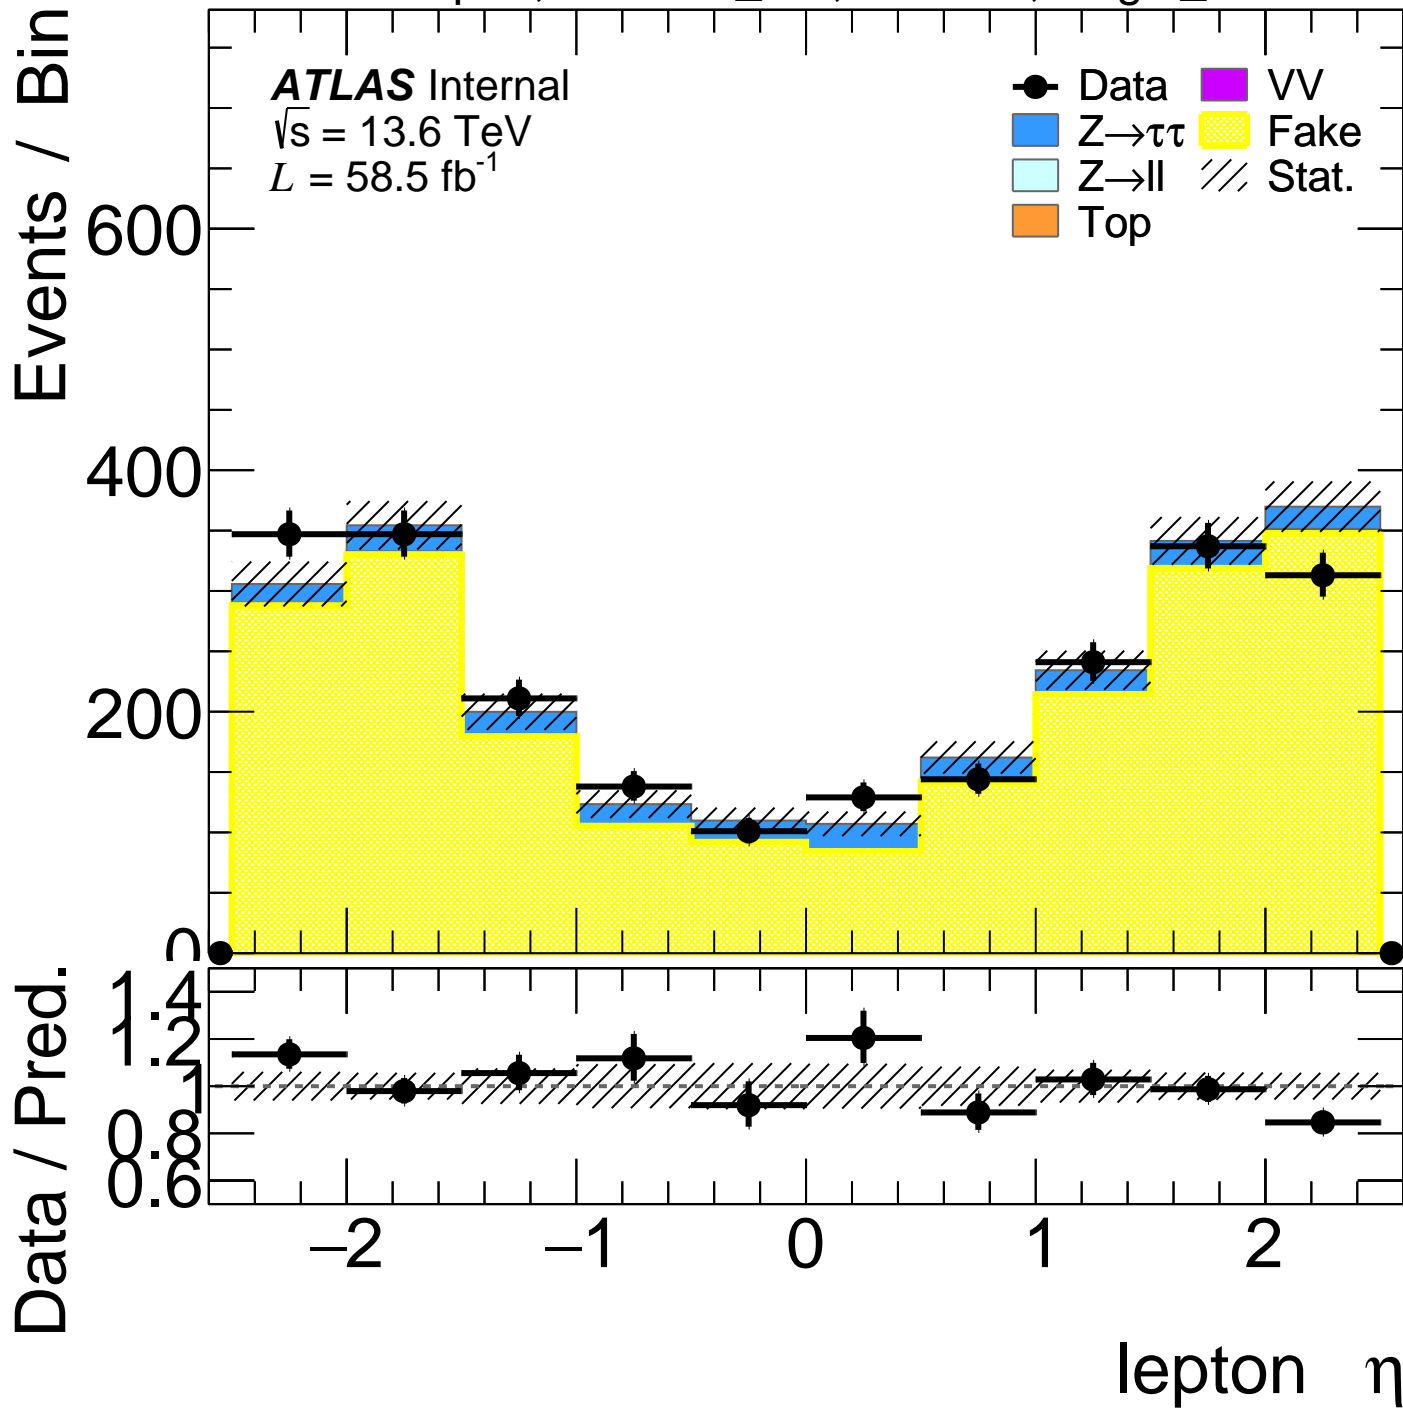 ATLAS Internal
√s = 13.6 TeV
L = 58.5 fb⁻¹
Data
VV
Z→ττ
Fake
Z→ll
Stat.
Top
Events / Bin
600
400
200
0
Data / Pred.
1.4
1.2
1
0.8
0.6
−2
−1
0
1
2
lepton η